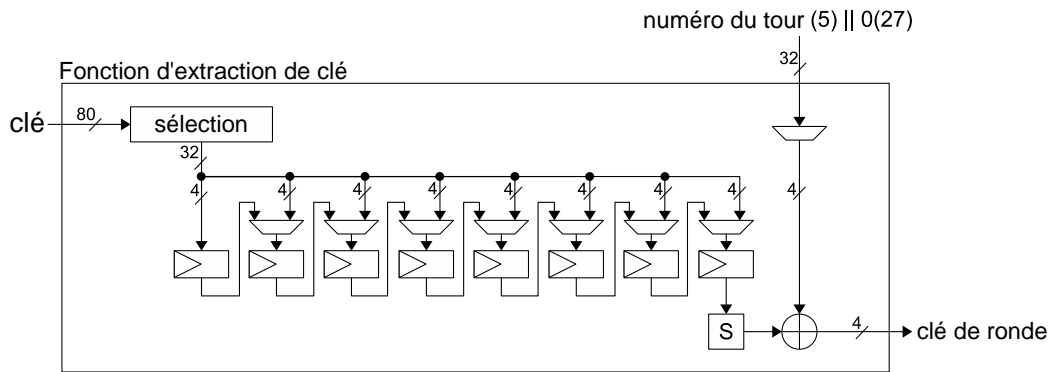 numéro du tour (5) || 0(27)
32
Fonction d'extraction de clé
clé
80
sélection
32
4 4 4 4 4 4 4 4 4
S
4
clé de ronde